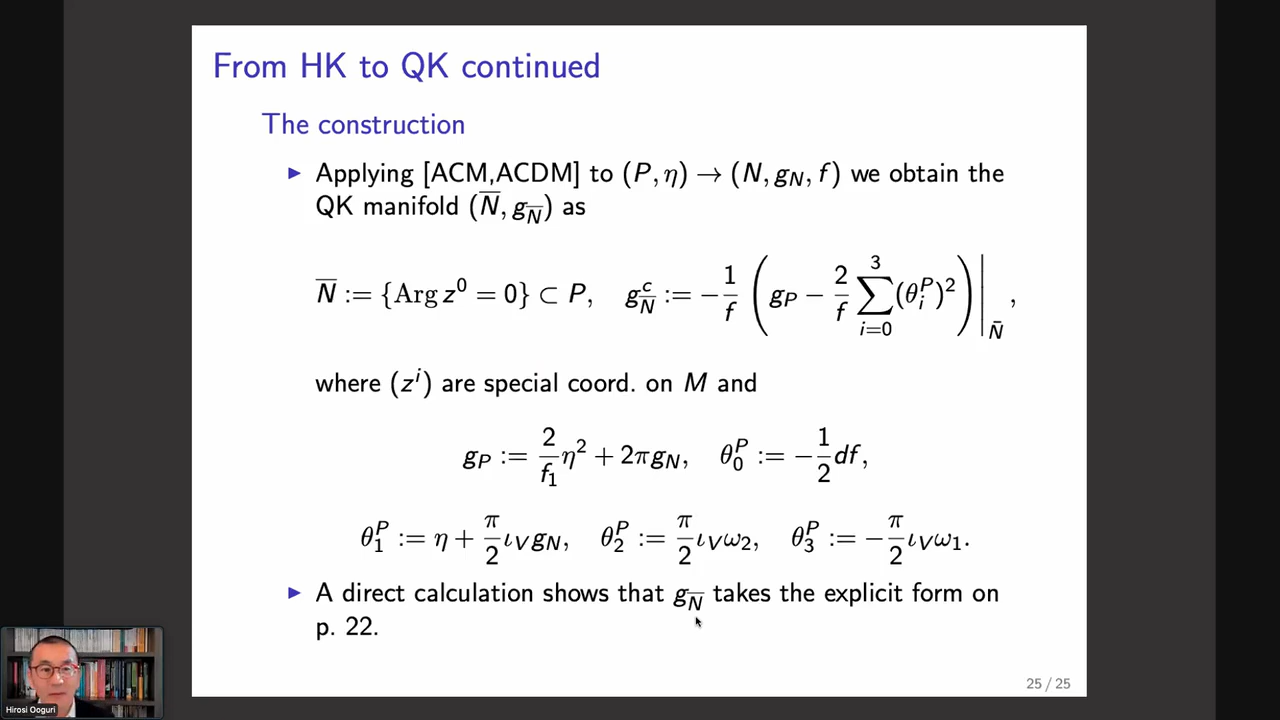 From HK to QK continued
The construction
▶ Applying [ACM,ACDM] to (P, η) → (N, g_N, f) we obtain the
QK manifold (N̅, g_N̅) as
N̅ := {Arg z^0 = 0} ⊂ P, g^c_N̅ := −1/f (g_P − 2/f ∑_{i=0}^{3} (θ_i^P)^2)|_N̄ ,
where (z^i) are special coord. on M and
g_P := 2/f_1 η^2 + 2πg_N, θ_0^P := −1/2 df,
θ_1^P := η + π/2 ι_V g_N, θ_2^P := π/2 ι_V ω_2, θ_3^P := −π/2 ι_V ω_1.
▶ A direct calculation shows that g_N̅ takes the explicit form on
p. 22.
25 / 25
Hirosi Ooguri